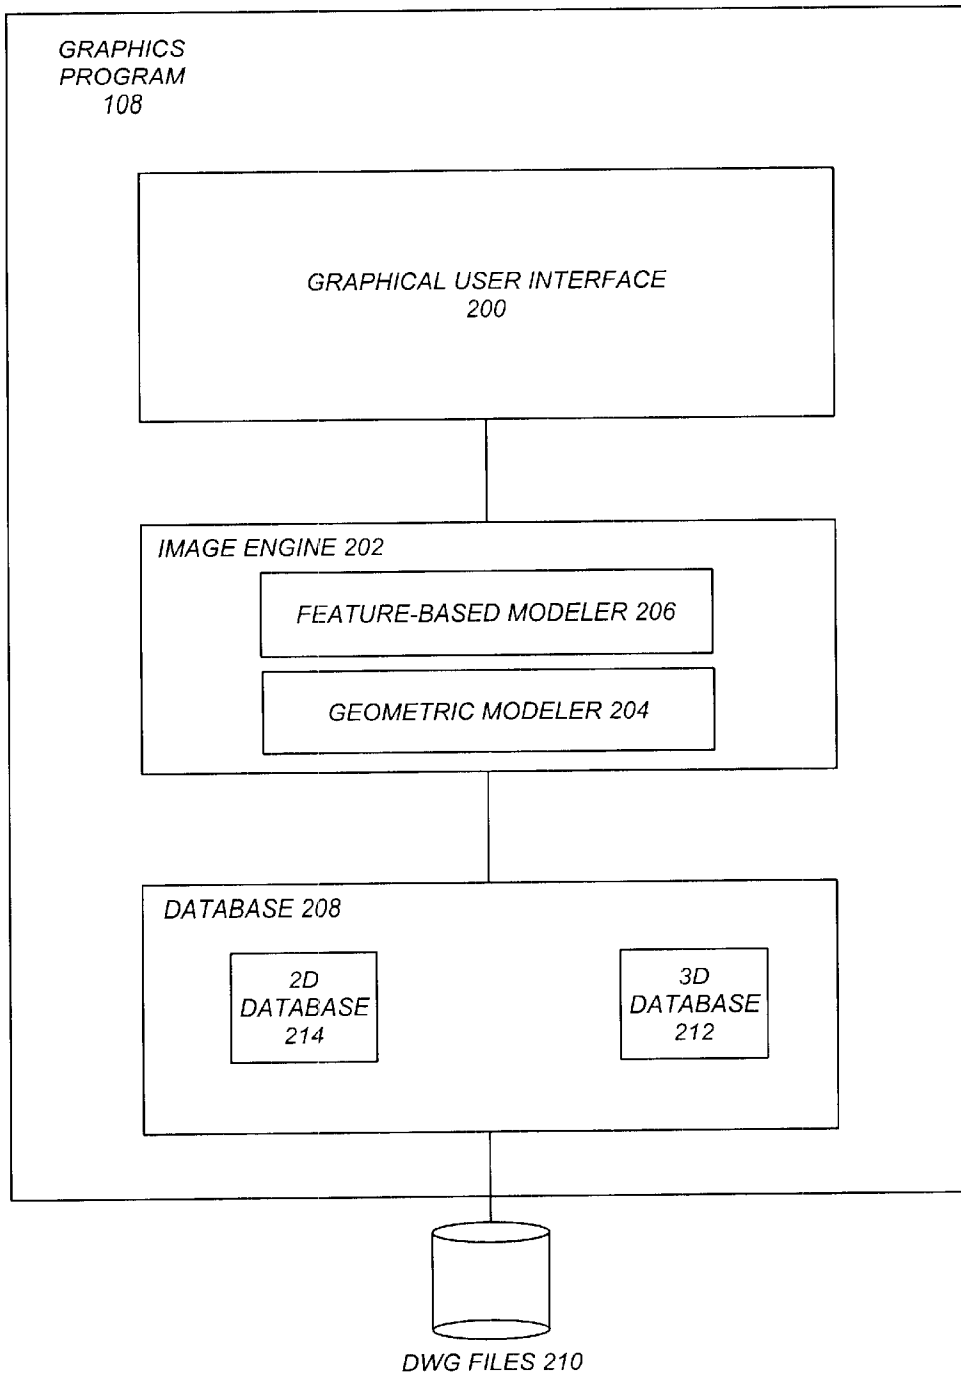 GRAPHICS
PROGRAM
108
GRAPHICAL USER INTERFACE
200
IMAGE ENGINE 202
FEATURE-BASED MODELER 206
GEOMETRIC MODELER 204
DATABASE 208
2D
DATABASE
214
3D
DATABASE
212
DWG FILES 210